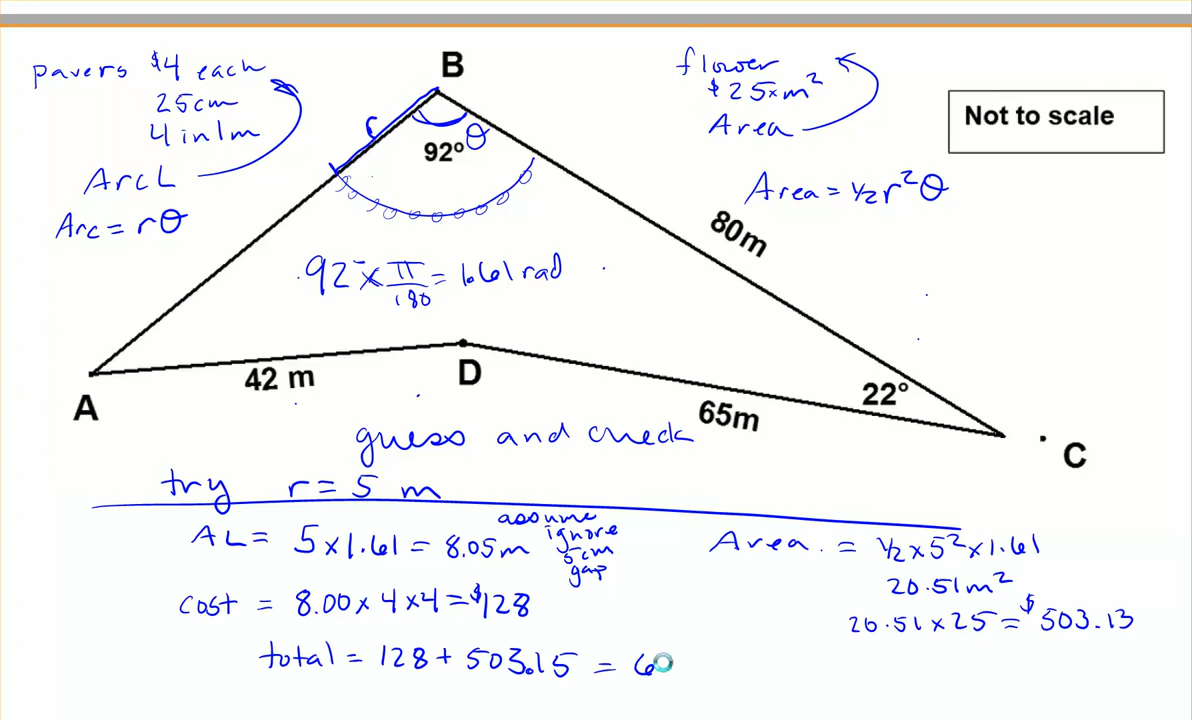 pavers $4 each
25cm
4 in 1m
Arc L
Arc = rθ
B
92° θ
r
flower
$25 × m²
Area
Not to scale
Area = ½r²θ
80m
92° × π/180 = 1.61 rad
A
42 m
D
65m
22°
C
guess and check
try r = 5 m
AL = 5 × 1.61 = 8.05m
assume
ignore
5cm
gap
cost = 8.00 × 4 × 4 = $128
total = 128 + 503.15 = 6
Area = ½ × 5² × 1.61
20.51m²
20.51 × 25 = $503.13